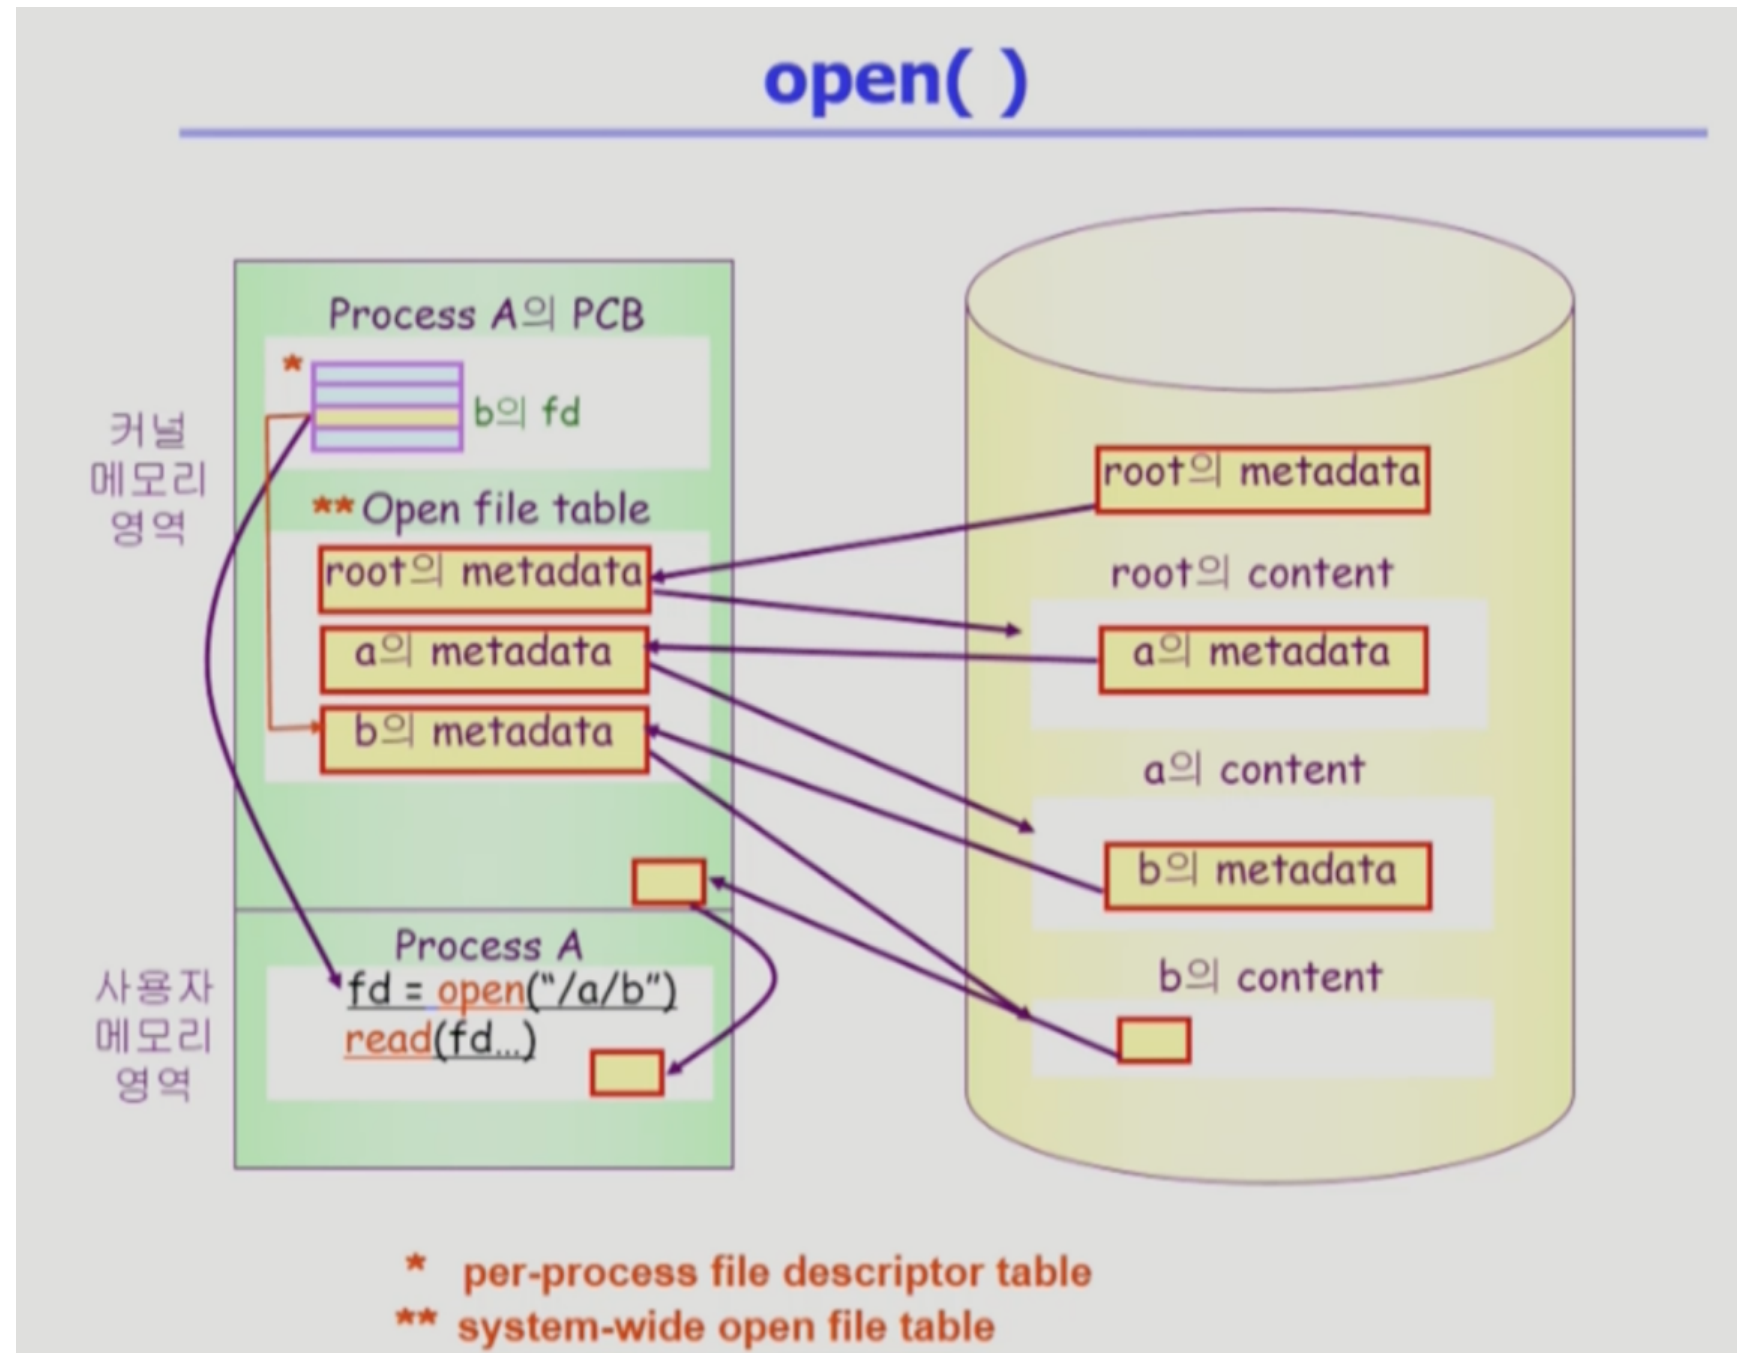 open( )
Process A의 PCB
*
b의 fd
커널
메모리
영역
** Open file table
root의 metadata
a의 metadata
b의 metadata
root의 metadata
root의 content
a의 metadata
a의 content
b의 metadata
b의 content
사용자
메모리
영역
Process A
fd = open("/a/b")
read(fd...)
* per-process file descriptor table
** system-wide open file table